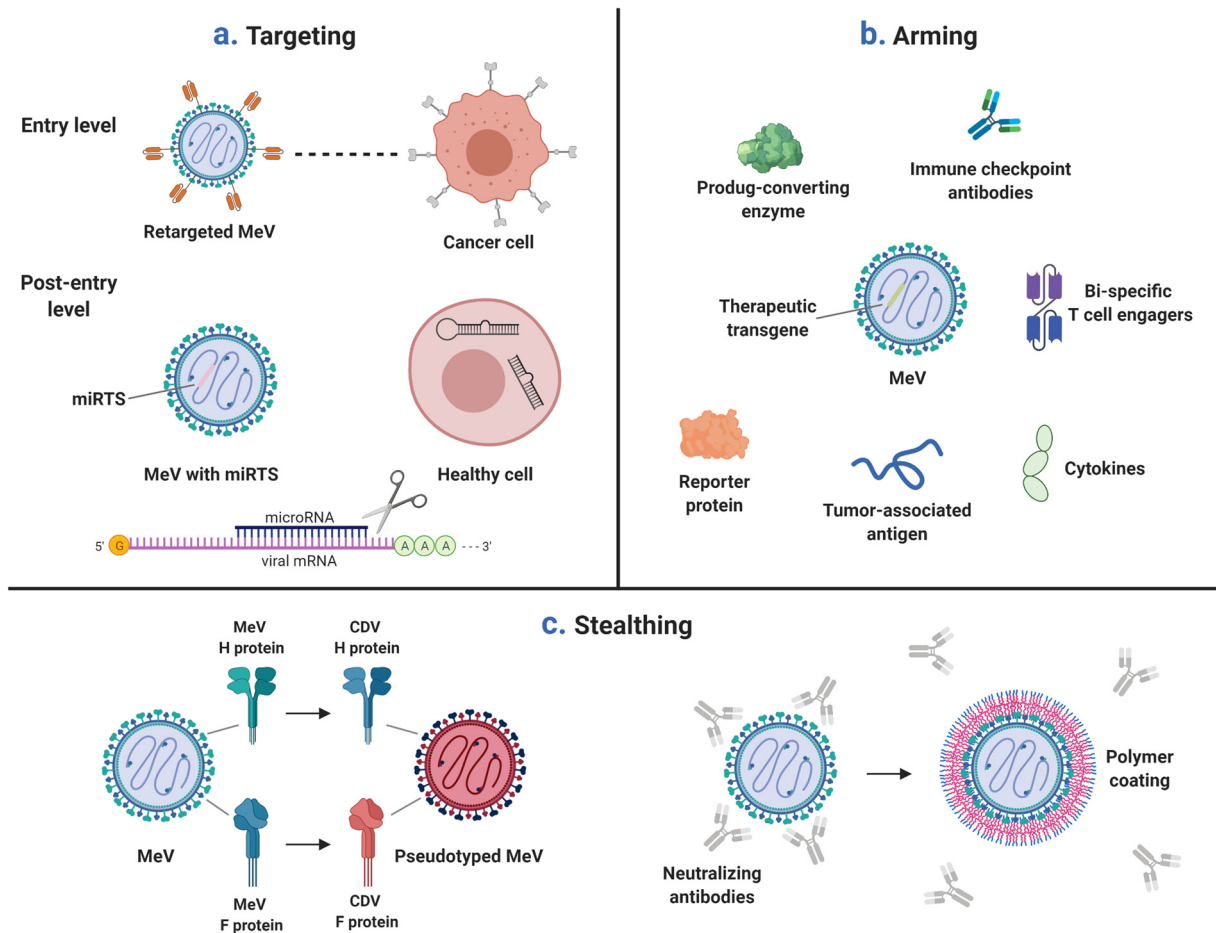 a. Targeting
Entry level
Retargeted MeV
Cancer cell
Post-entry
level
miRTS
MeV with miRTS
Healthy cell
microRNA
5' G A A A --- 3'
viral mRNA
b. Arming
Produg-converting
enzyme
Immune checkpoint
antibodies
Therapeutic
transgene
MeV
Bi-specific
T cell engagers
Reporter
protein
Tumor-associated
antigen
Cytokines
c. Stealthing
MeV
H protein
CDV
H protein
MeV
Pseudotyped MeV
MeV
F protein
CDV
F protein
Neutralizing
antibodies
Polymer
coating